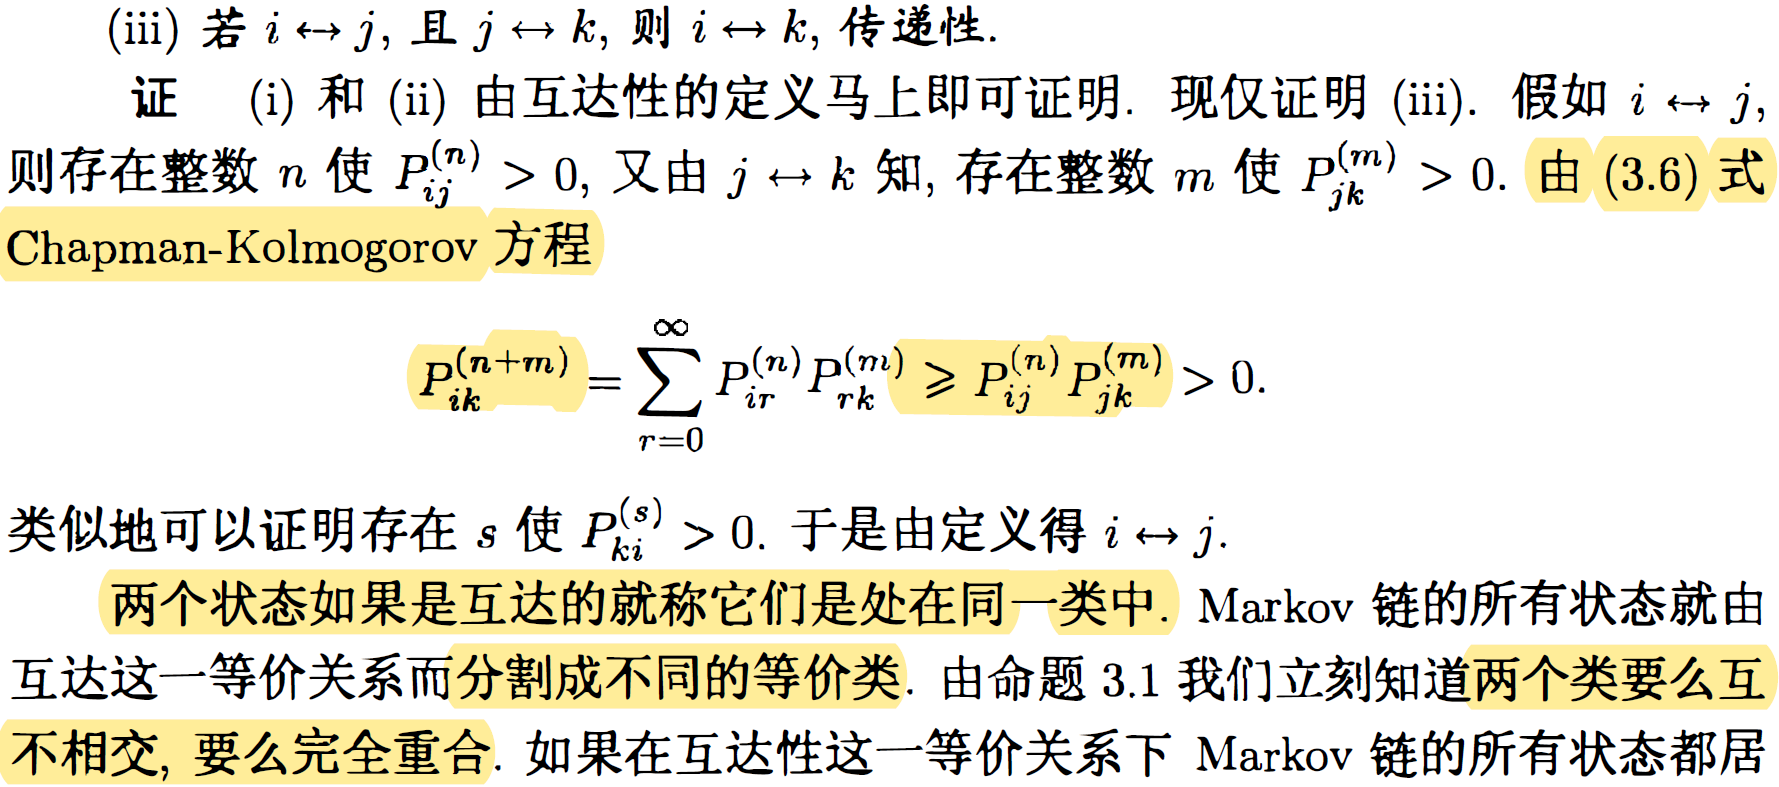 (iii) 若 i ↔ j, 且 j ↔ k, 则 i ↔ k, 传递性.
证 (i) 和 (ii) 由互达性的定义马上即可证明. 现仅证明 (iii). 假如 i ↔ j,
则存在整数 n 使 P_{ij}^{(n)} > 0, 又由 j ↔ k 知, 存在整数 m 使 P_{jk}^{(m)} > 0. 由 (3.6) 式
Chapman-Kolmogorov 方程
P_{ik}^{(n+m)} = \sum_{r=0}^{∞} P_{ir}^{(n)} P_{rk}^{(m)} ⩾ P_{ij}^{(n)} P_{jk}^{(m)} > 0.
类似地可以证明存在 s 使 P_{ki}^{(s)} > 0. 于是由定义得 i ↔ j.
两个状态如果是互达的就称它们是处在同一类中. Markov 链的所有状态就由
互达这一等价关系而分割成不同的等价类. 由命题 3.1 我们立刻知道两个类要么互
不相交, 要么完全重合. 如果在互达性这一等价关系下 Markov 链的所有状态都居